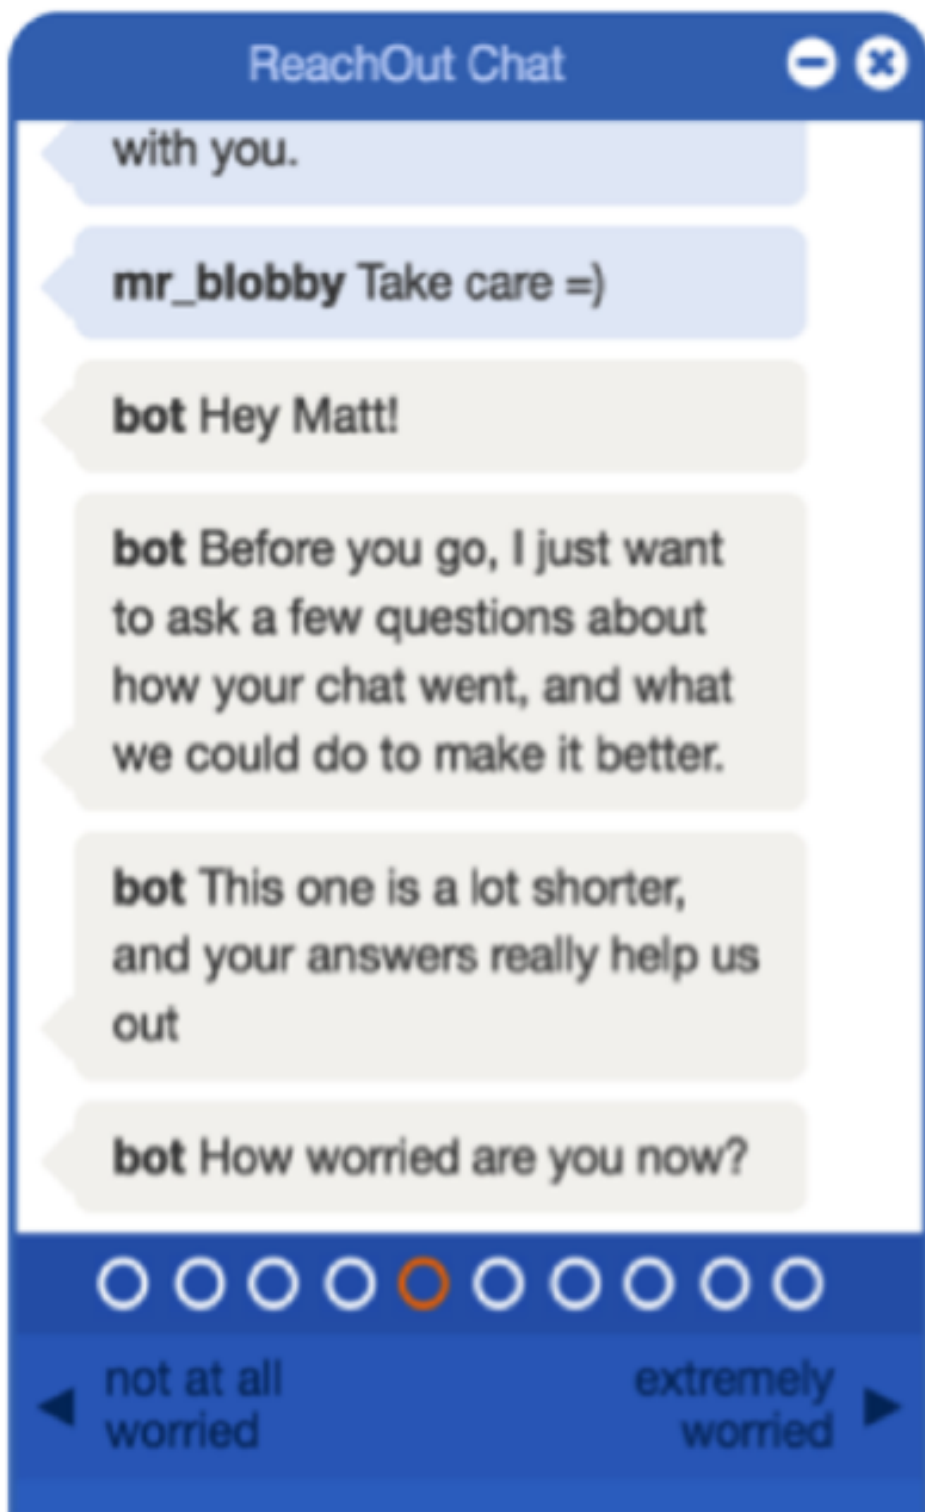 ReachOut Chat
with you.
mr_blobby Take care =)
bot Hey Matt!
bot Before you go, I just want
to ask a few questions about
how your chat went, and what
we could do to make it better.
bot This one is a lot shorter,
and your answers really help us
out
bot How worried are you now?
not at all
worried
extremely
worried